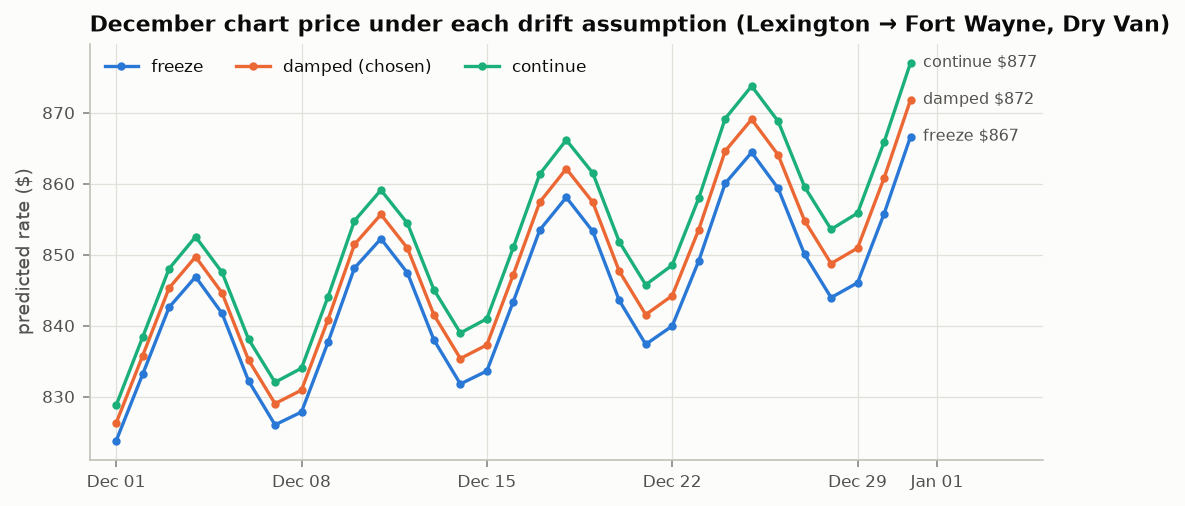 December chart price under each drift assumption (Lexington → Fort Wayne, Dry Van)
freeze damped (chosen) continue
continue $877
damped $872
freeze $867
870
860
850
840
830
predicted rate ($)
Dec 01 Dec 08 Dec 15 Dec 22 Dec 29 Jan 01